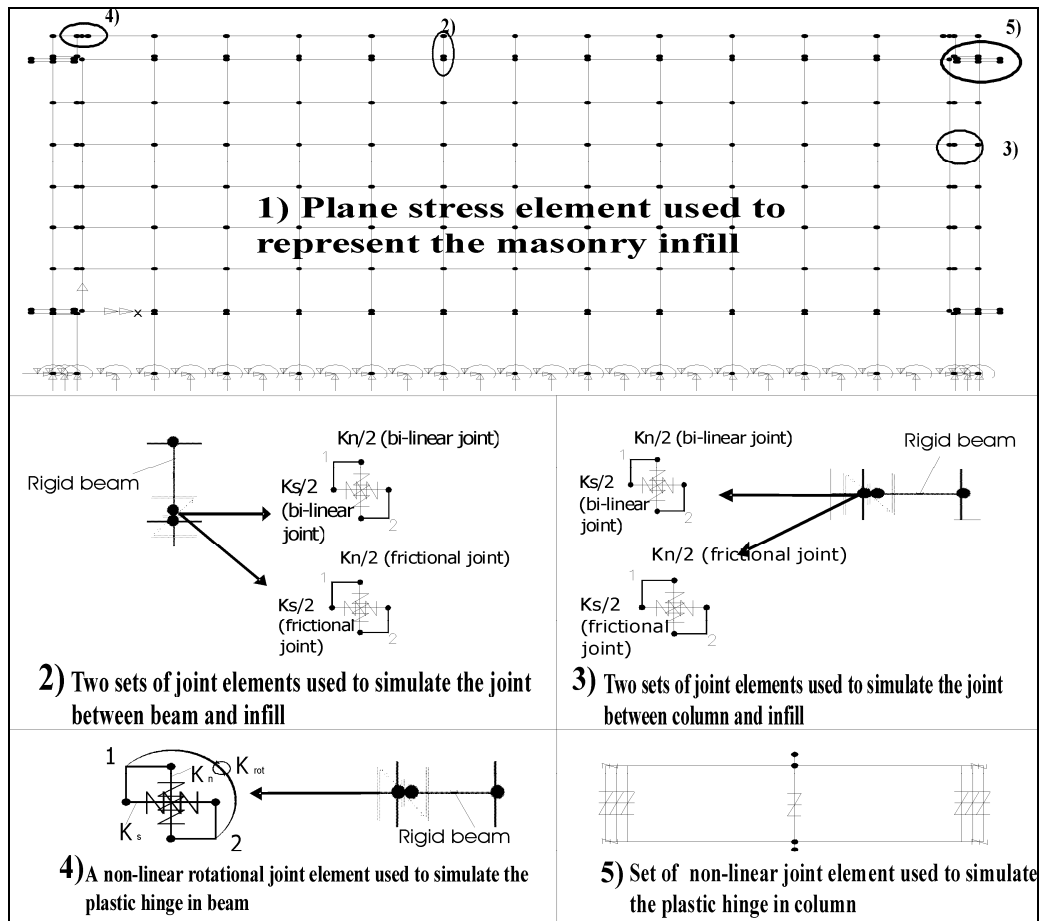 4)
2)
5)
3)
1) Plane stress element used to
represent the masonry infill
x
Rigid beam
Kn/2 (bi-linear joint)
1
Ks/2
(bi-linear
joint)
2
Kn/2 (frictional joint)
1
Ks/2
(frictional
joint)
2
2) Two sets of joint elements used to simulate the joint
between beam and infill
Kn/2 (bi-linear joint)
1
Ks/2
(bi-linear
joint)
2
Rigid beam
Kn/2 (frictional joint)
1
Ks/2
(frictional
joint)
2
3) Two sets of joint elements used to simulate the joint
between column and infill
1
Kn
Krot
Ks
2
Rigid beam
4) A non-linear rotational joint element used to simulate the
plastic hinge in beam
5) Set of non-linear joint element used to simulate
the plastic hinge in column